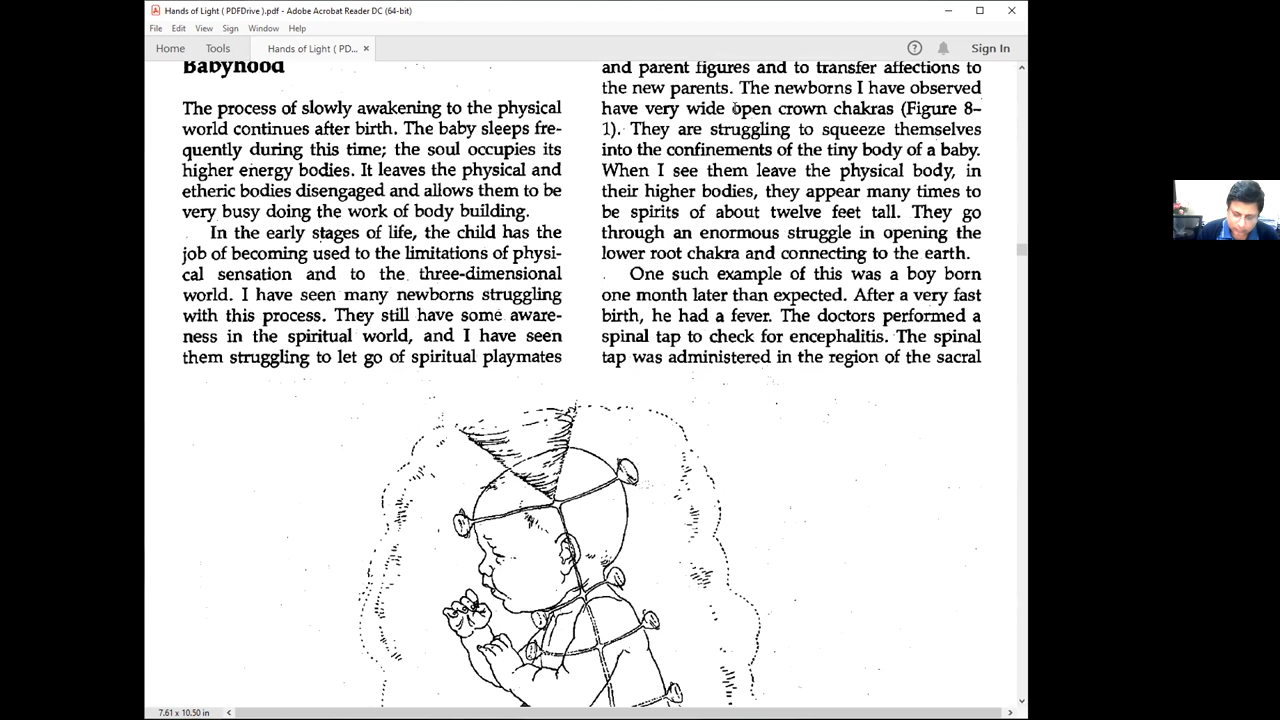 Hands of Light ( PDFDrive ).pdf - Adobe Acrobat Reader DC (64-bit)
File Edit View Sign Window Help
Home Tools Hands of Light ( PD... × Sign In
Babyhood
The process of slowly awakening to the physical
world continues after birth. The baby sleeps fre-
quently during this time; the soul occupies its
higher energy bodies. It leaves the physical and
etheric bodies disengaged and allows them to be
very busy doing the work of body building.
In the early stages of life, the child has the
job of becoming used to the limitations of physi-
cal sensation and to the three-dimensional
world. I have seen many newborns struggling
with this process. They still have some aware-
ness in the spiritual world, and I have seen
them struggling to let go of spiritual playmates
and parent figures and to transfer affections to
the new parents. The newborns I have observed
have very wide open crown chakras (Figure 8–
1). They are struggling to squeeze themselves
into the confinements of the tiny body of a baby.
When I see them leave the physical body, in
their higher bodies, they appear many times to
be spirits of about twelve feet tall. They go
through an enormous struggle in opening the
lower root chakra and connecting to the earth.
One such example of this was a boy born
one month later than expected. After a very fast
birth, he had a fever. The doctors performed a
spinal tap to check for encephalitis. The spinal
tap was administered in the region of the sacral
7.61 x 10.50 in